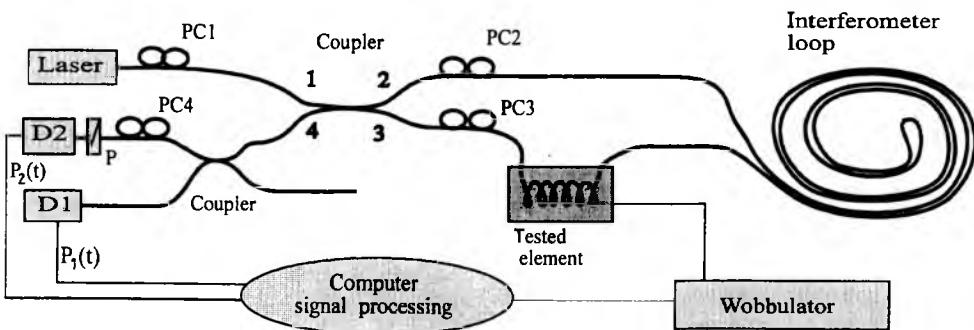 PC1
Coupler
PC2
Interferometer
loop
Laser
1
2
PC4
PC3
D2
P
4
3
P₂(t)
D1
Coupler
Tested
element
P₁(t)
Computer
signal processing
Wobbulator